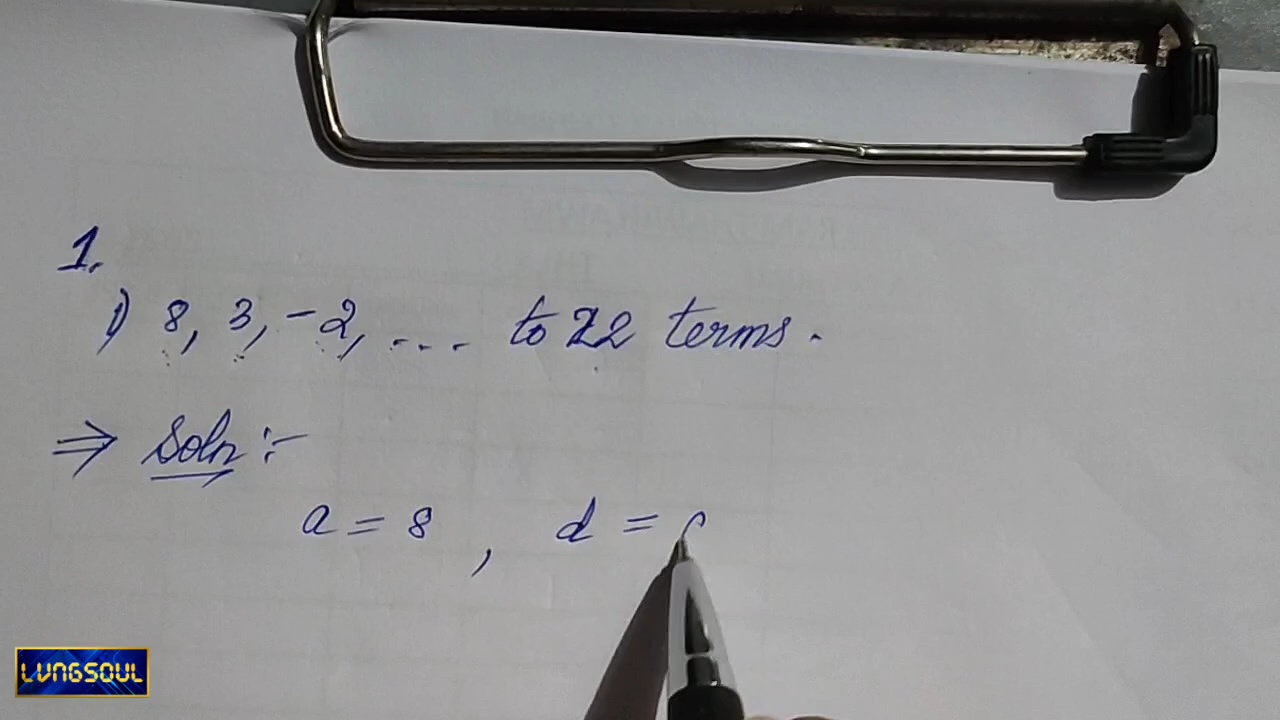 1.
i) 8, 3, -2, ... to 22 terms.
⇒ Soln :-
a = 8 , d =
LUNGSOUL